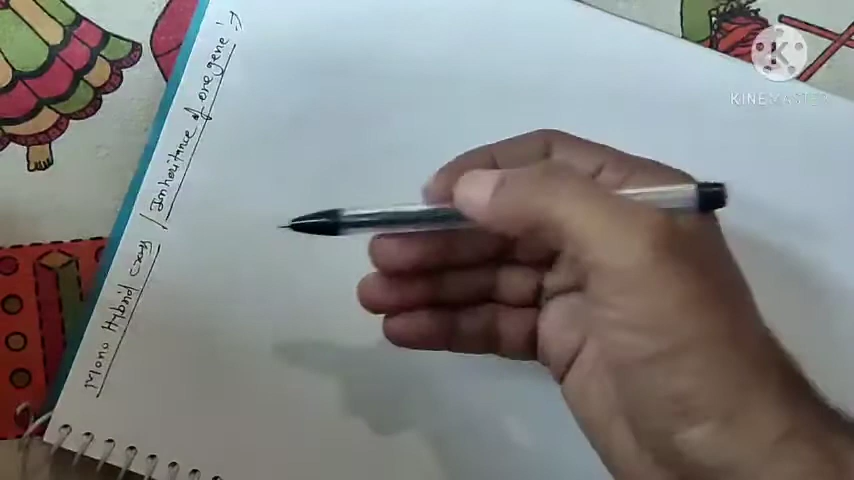 Mono Hybrid cross / Inheritance of one gene :→
KINEMASTER